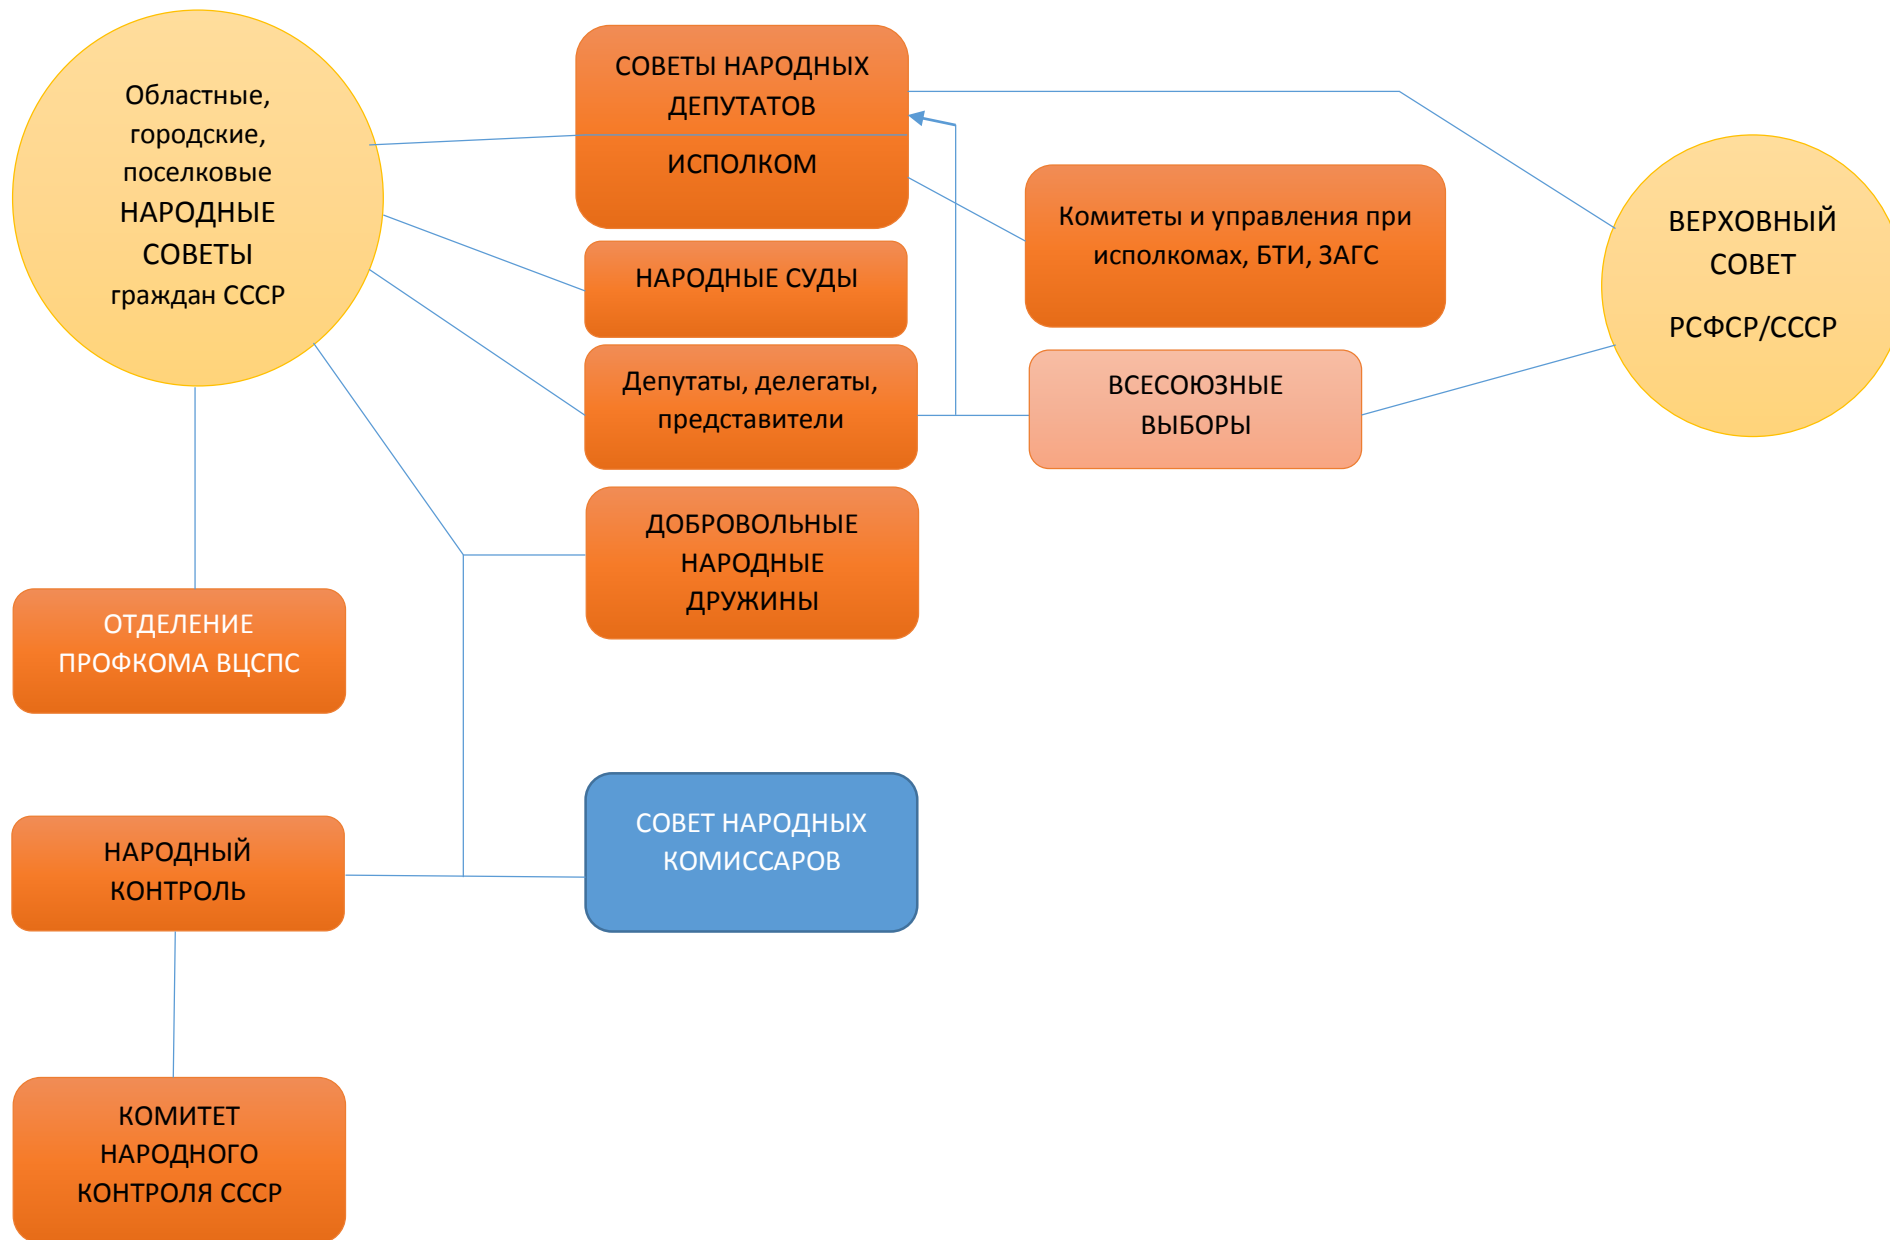 Областные,
городские,
поселковые
НАРОДНЫЕ
СОВЕТЫ
граждан СССР
СОВЕТЫ НАРОДНЫХ
ДЕПУТАТОВ
ИСПОЛКОМ
НАРОДНЫЕ СУДЫ
Депутаты, делегаты,
представители
ДОБРОВОЛЬНЫЕ
НАРОДНЫЕ
ДРУЖИНЫ
Комитеты и управления при
исполкомах, БТИ, ЗАГС
ВСЕСОЮЗНЫЕ
ВЫБОРЫ
ВЕРХОВНЫЙ
СОВЕТ
РСФСР/СССР
ОТДЕЛЕНИЕ
ПРОФКОМА ВЦСПС
НАРОДНЫЙ
КОНТРОЛЬ
СОВЕТ НАРОДНЫХ
КОМИССАРОВ
КОМИТЕТ
НАРОДНОГО
КОНТРОЛЯ СССР